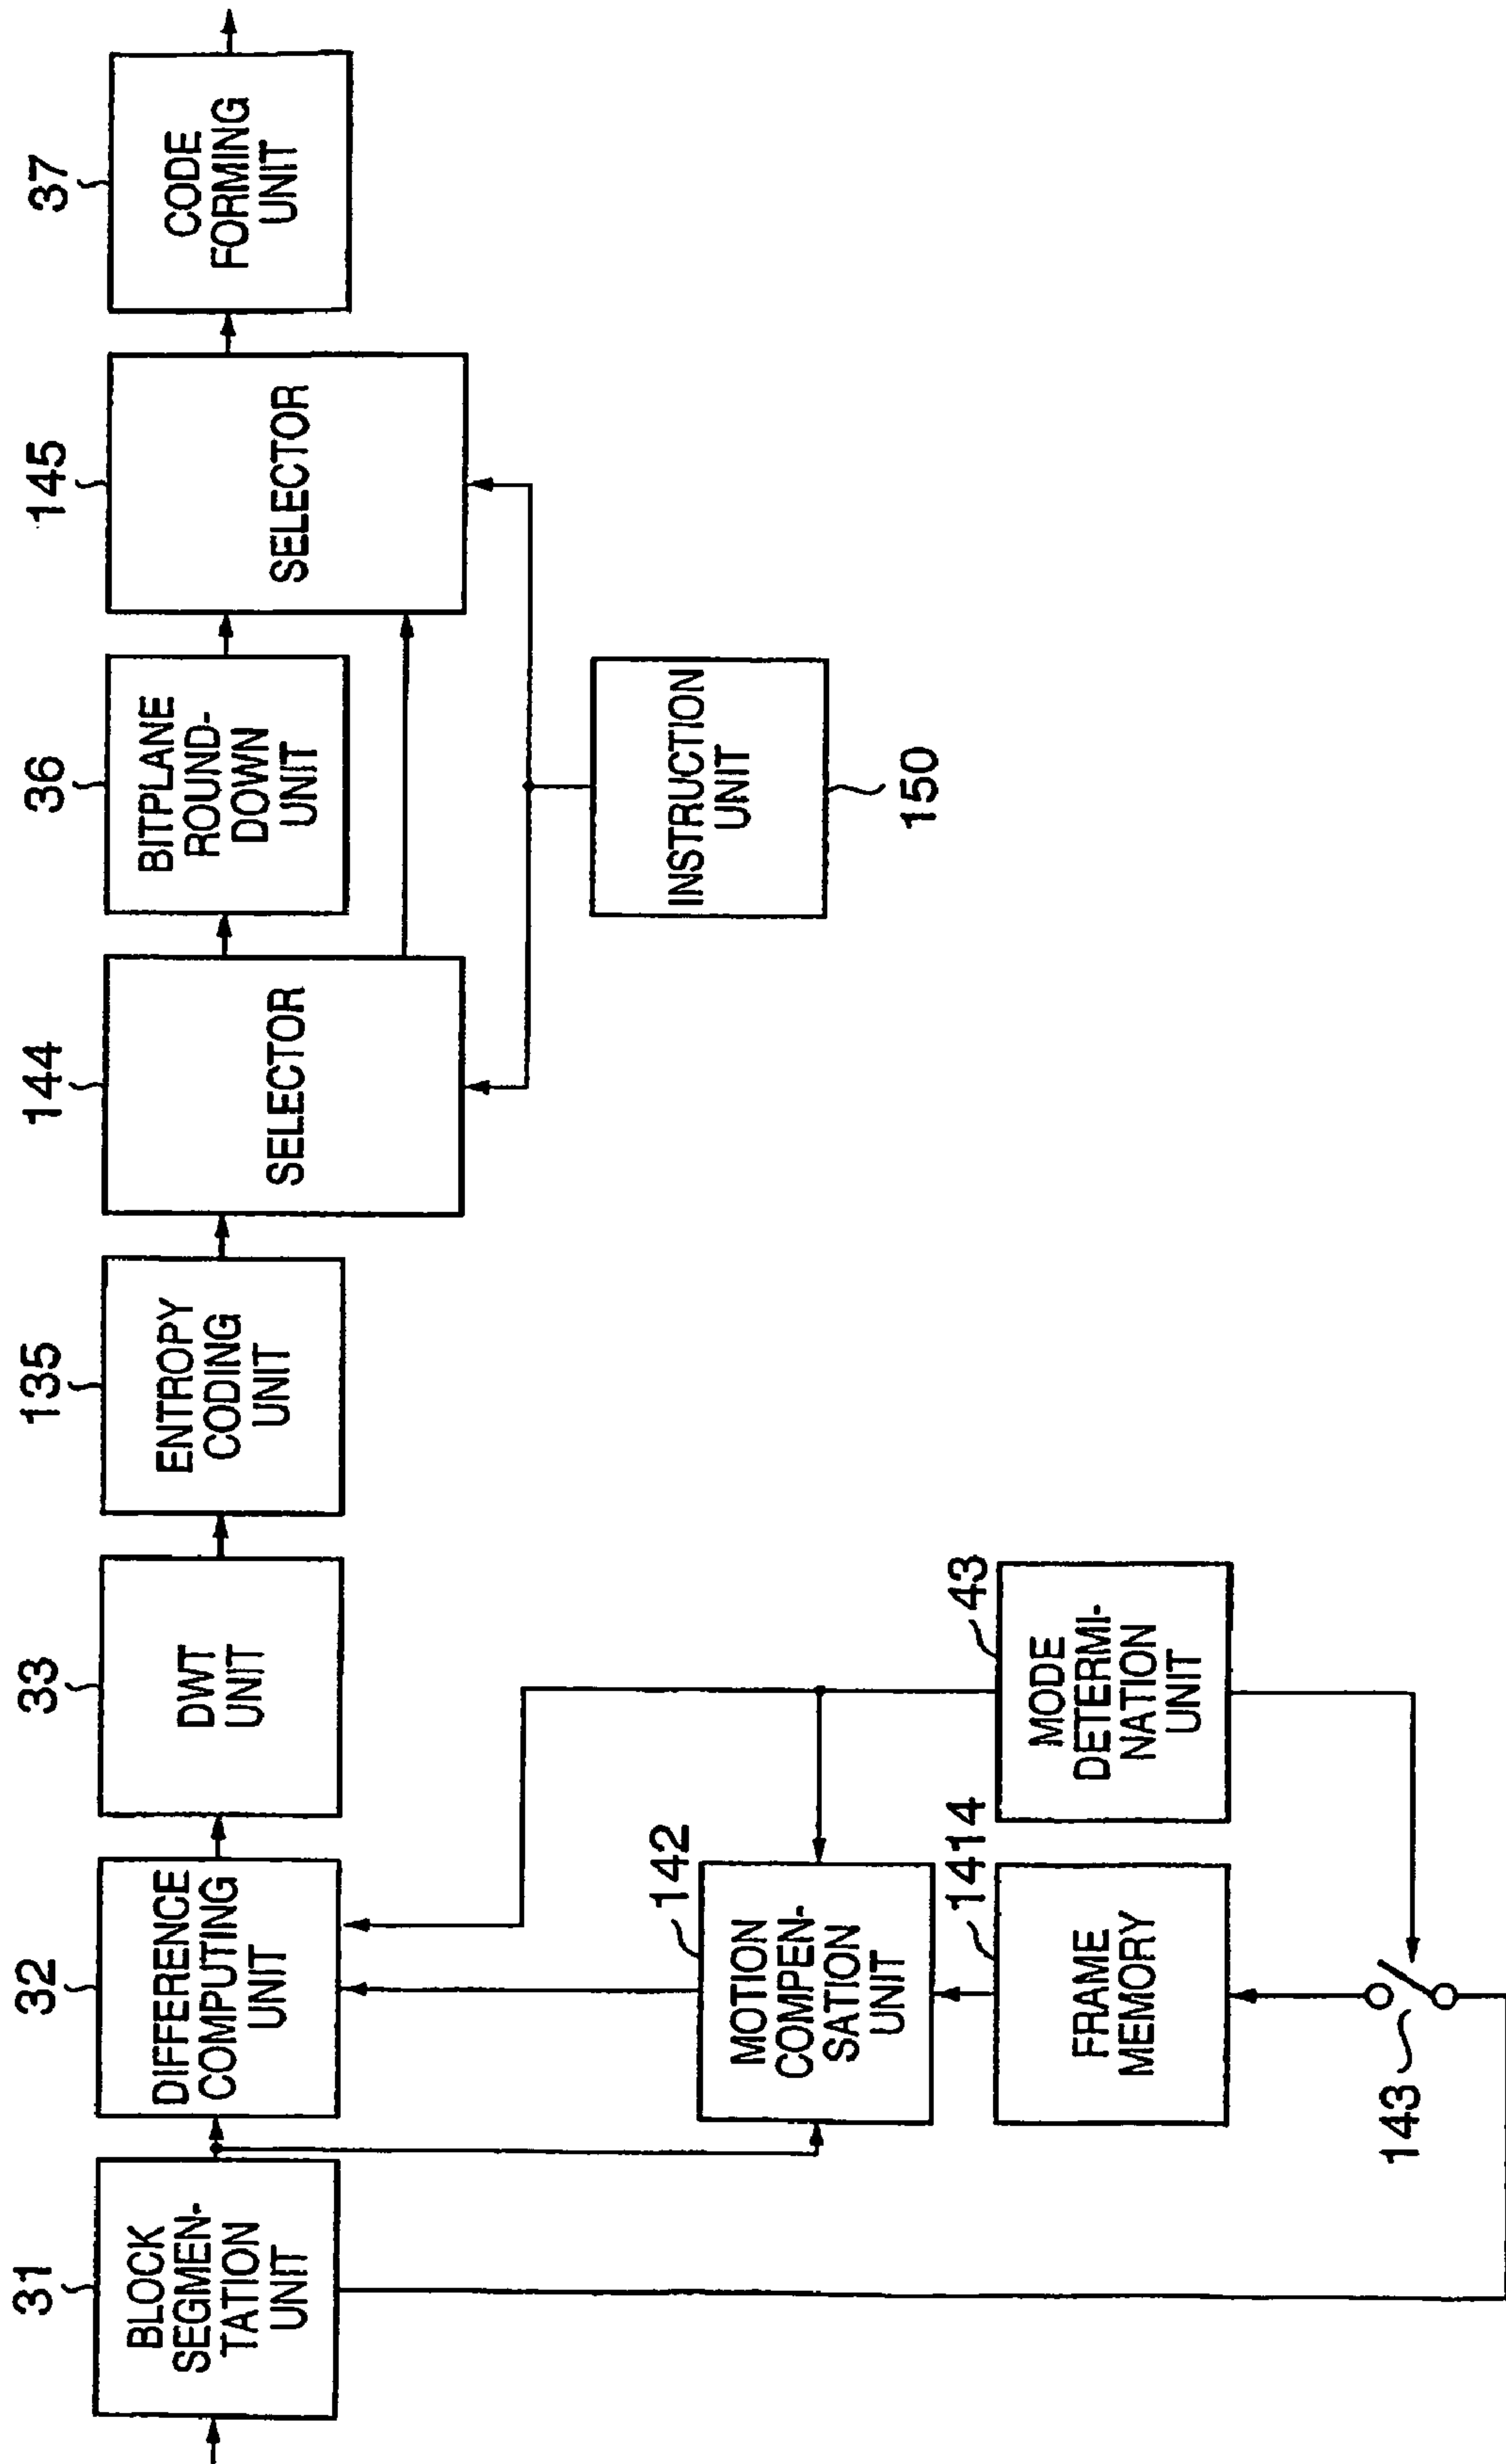 31
BLOCK
SEGMEN-
TATION
UNIT
32
DIFFERENCE
COMPUTING
UNIT
33
DWT
UNIT
135
ENTROPY
CODING
UNIT
144
SELECTOR
36
BITPLANE
ROUND-
DOWN
UNIT
145
SELECTOR
37
CODE
FORMING
UNIT
INSTRUCTION
UNIT
150
142
MOTION
COMPEN-
SATION
UNIT
1414
FRAME
MEMORY
43
MODE
DETERMI-
NATION
UNIT
143